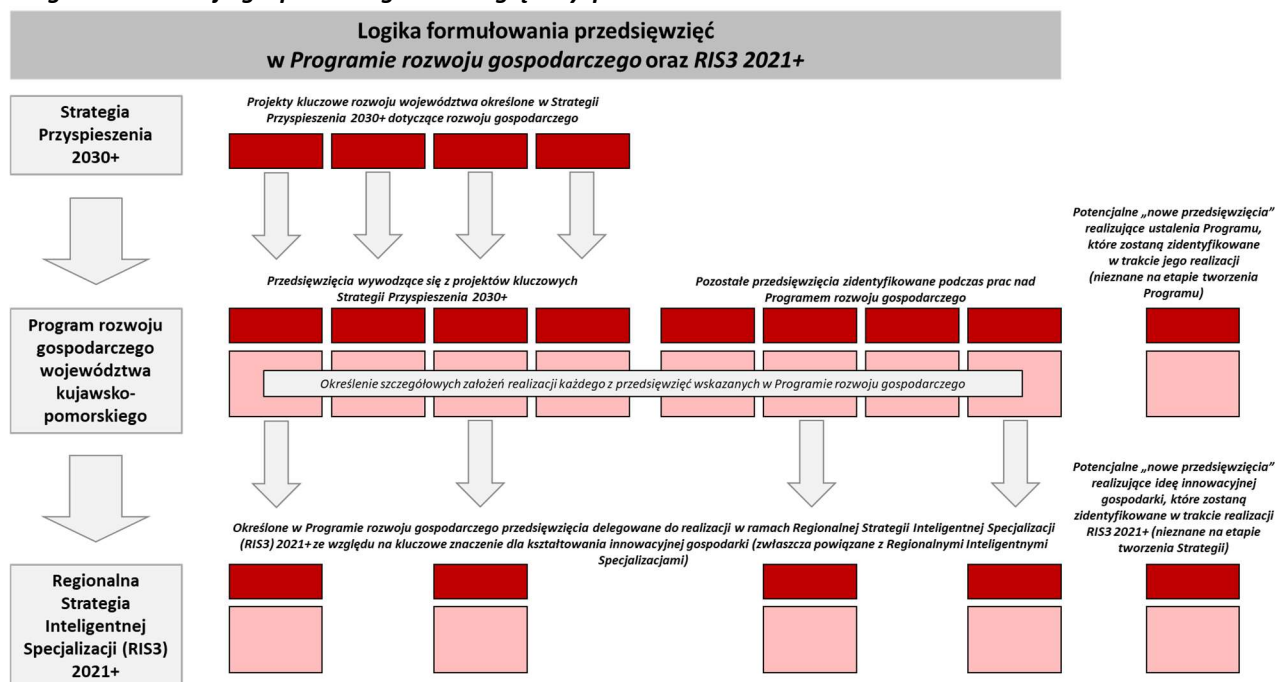 Logika formułowania przedsięwzięć
w Programie rozwoju gospodarczego oraz RIS3 2021+
Strategia
Przyspieszenia
2030+
Projekty kluczowe rozwoju województwa określone w Strategii
Przyspieszenia 2030+ dotyczące rozwoju gospodarczego
Potencjalne „nowe przedsięwzięcia”
realizujące ustalenia Programu,
które zostaną zidentyfikowane
w trakcie jego realizacji
(nieznane na etapie tworzenia
Programu)
Przedsięwzięcia wywodzące się z projektów kluczowych
Strategii Przyspieszenia 2030+
Pozostałe przedsięwzięcia zidentyfikowane podczas prac nad
Programem rozwoju gospodarczego
Program rozwoju
gospodarczego
województwa
kujawsko-
pomorskiego
Określenie szczegółowych założeń realizacji każdego z przedsięwzięć wskazanych w Programie rozwoju gospodarczego
Potencjalne „nowe przedsięwzięcia”
realizujące ideę innowacyjnej
gospodarki, które zostaną
zidentyfikowane w trakcie realizacji
RIS3 2021+ (nieznane na etapie
tworzenia Strategii)
Określone w Programie rozwoju gospodarczego przedsięwzięcia delegowane do realizacji w ramach Regionalnej Strategii Inteligentnej Specjalizacji
(RIS3) 2021+ ze względu na kluczowe znaczenie dla kształtowania innowacyjnej gospodarki (zwłaszcza powiązane z Regionalnymi Inteligentnymi
Specjalizacjami)
Regionalna
Strategia
Inteligentnej
Specjalizacji (RIS3)
2021+